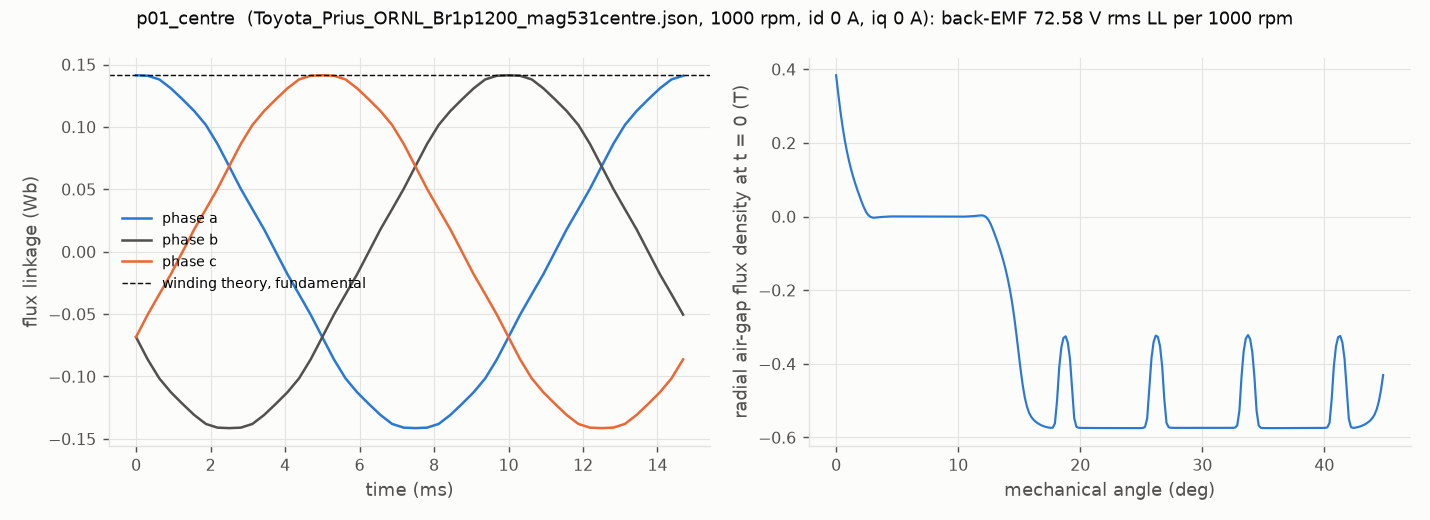 p01_centre  (Toyota_Prius_ORNL_Br1p1200_mag531centre.json, 1000 rpm, id 0 A, iq 0 A): back-EMF 72.58 V rms LL per 1000 rpm
flux linkage (Wb)
0.15
0.10
0.05
0.00
−0.05
−0.10
−0.15
phase a
phase b
phase c
winding theory, fundamental
0 2 4 6 8 10 12 14
time (ms)
radial air-gap flux density at t = 0 (T)
0.4
0.2
0.0
−0.2
−0.4
−0.6
0 10 20 30 40
mechanical angle (deg)